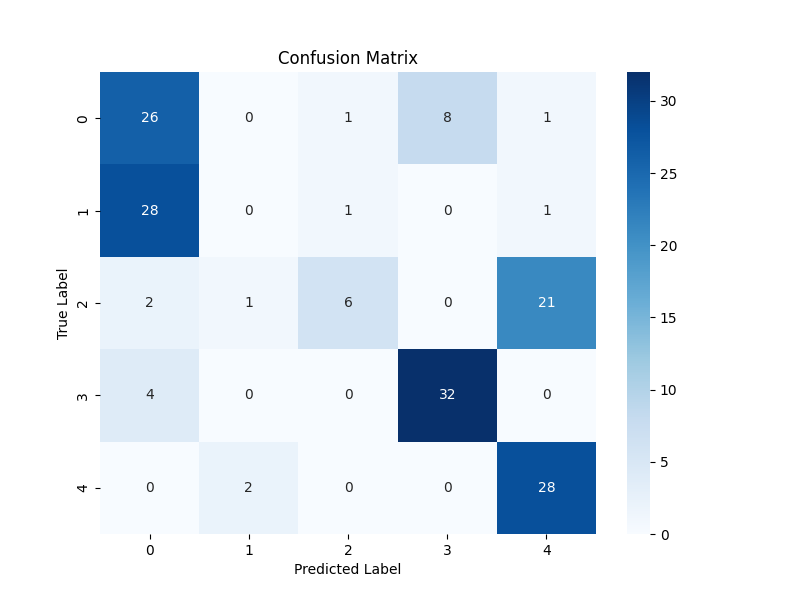 Confusion Matrix
0 26 0 1 8 1
1 28 0 1 0 1
2 2 1 6 0 21
3 4 0 0 32 0
4 0 2 0 0 28
0 1 2 3 4
Predicted Label
True Label
30
25
20
15
10
5
0